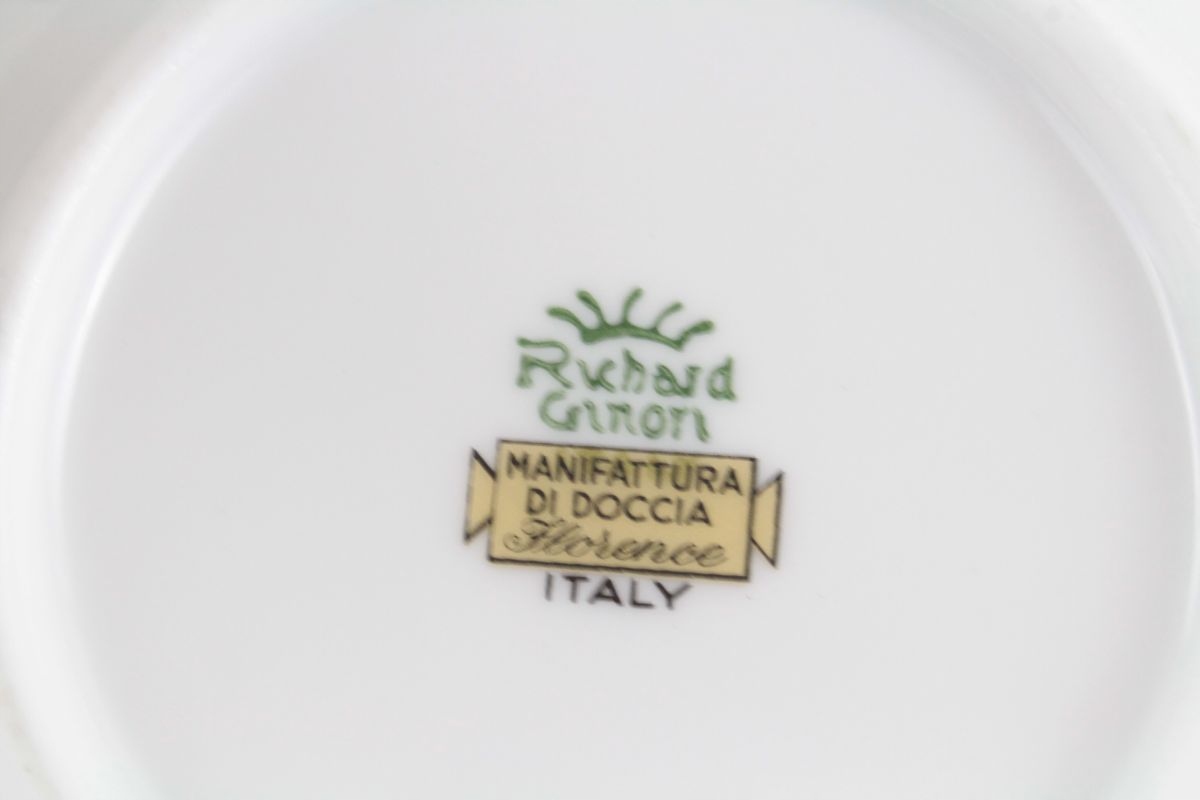 Richard
Ginori
MANIFATTURA
DI DOCCIA
Florence
ITALY